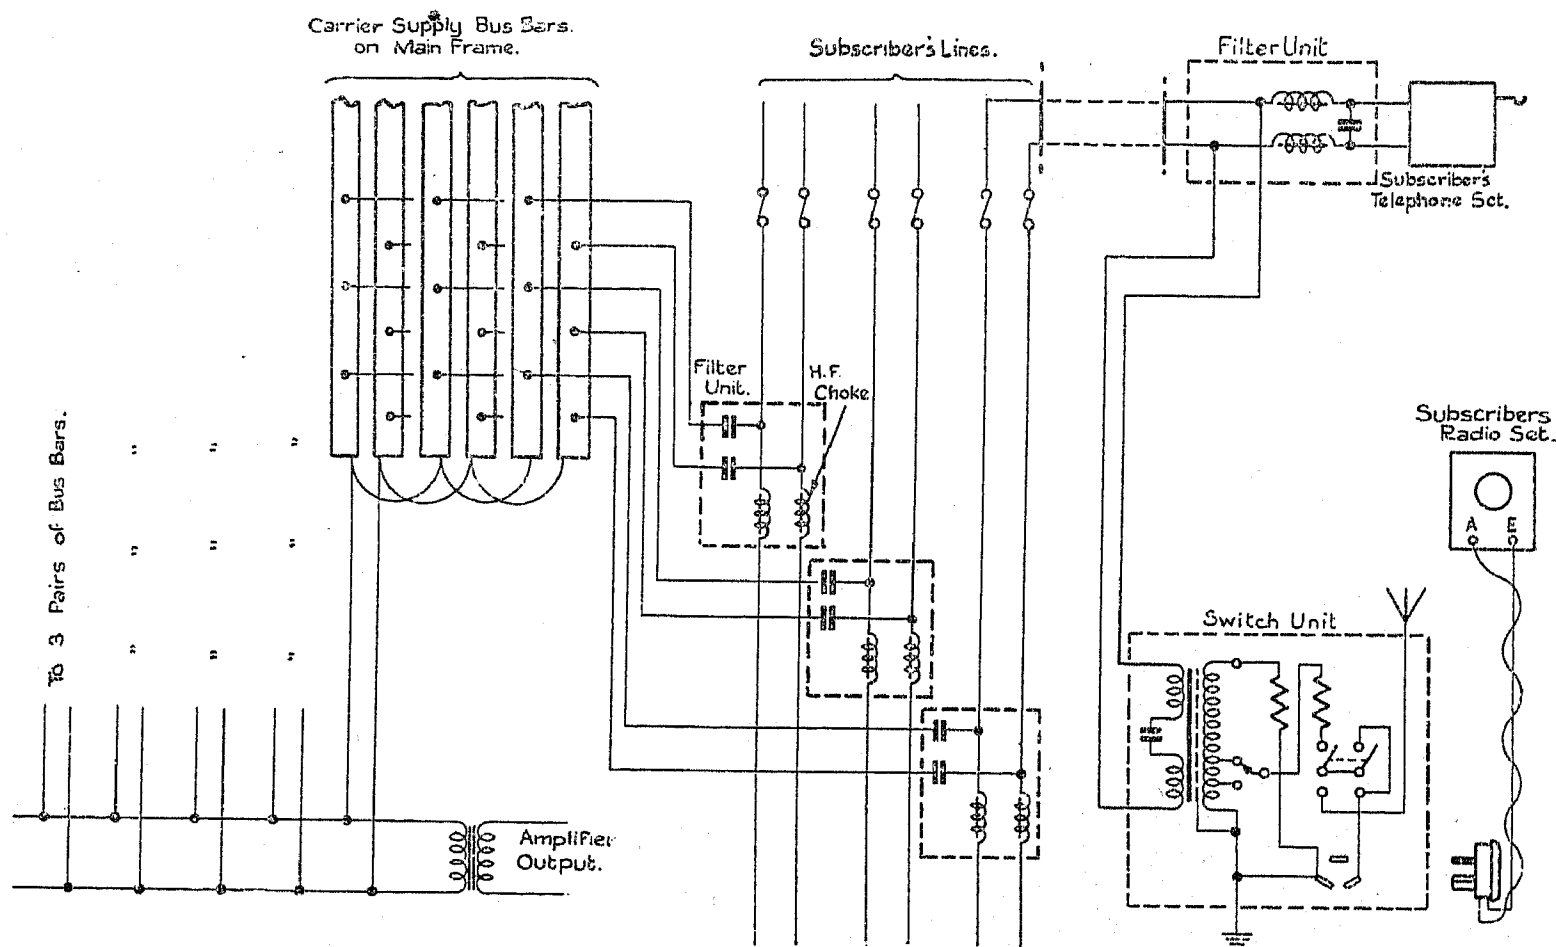 Carrier Supply Bus Bars.
on Main Frame.
Subscriber's Lines.
Filter Unit
Subscriber's
Telephone Set.
Filter
Unit.
H.F.
Choke
To 3 Pairs of Bus Bars.
" " "
" " "
" " "
Subscribers
Radio Set.
A E
Switch Unit
Amplifier
Output.